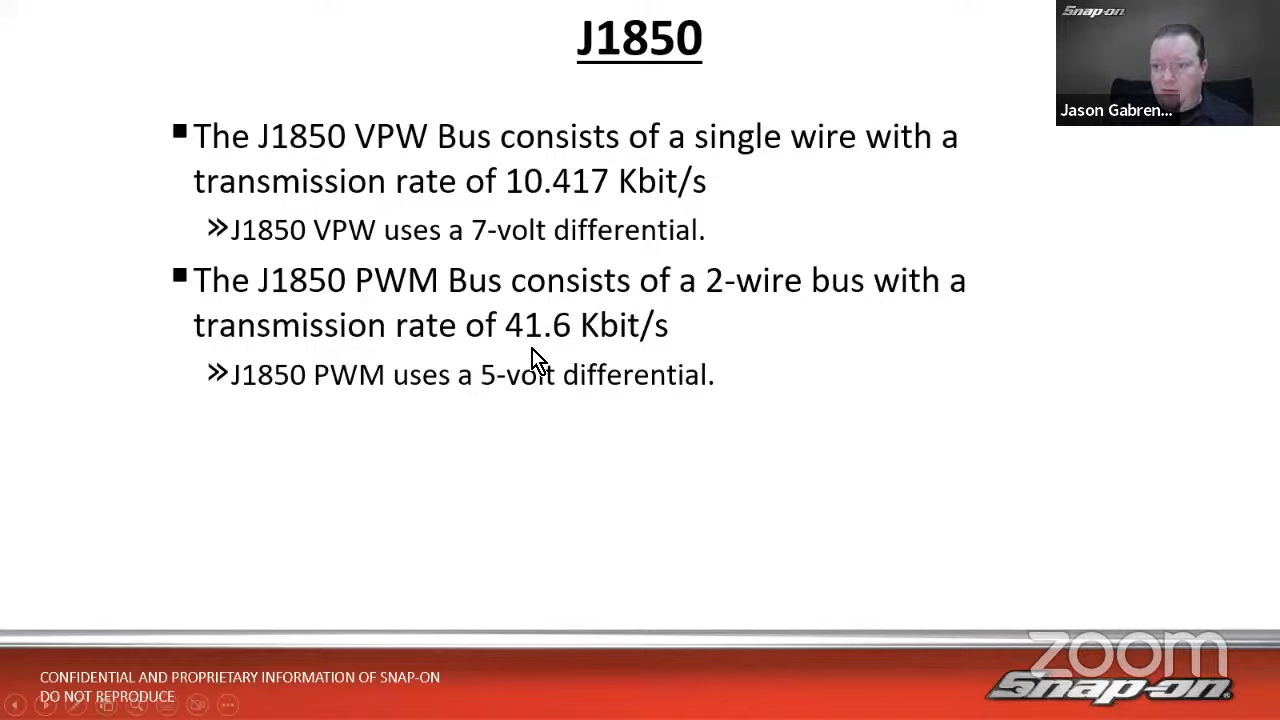 J1850
Snap-on
Jason Gabren...
The J1850 VPW Bus consists of a single wire with a
transmission rate of 10.417 Kbit/s
J1850 VPW uses a 7-volt differential.
The J1850 PWM Bus consists of a 2-wire bus with a
transmission rate of 41.6 Kbit/s
J1850 PWM uses a 5-volt differential.
CONFIDENTIAL AND PROPRIETARY INFORMATION OF SNAP-ON
DO NOT REPRODUCE
zoom
Snap-on